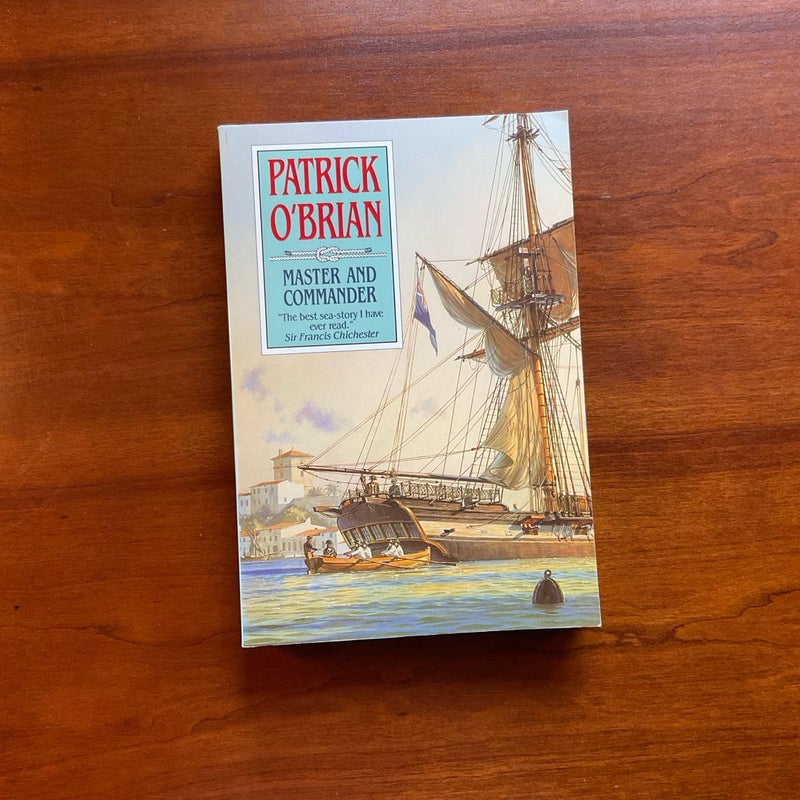 PATRICK
O'BRIAN
MASTER AND
COMMANDER
"The best sea-story I have
ever read."
Sir Francis Chichester